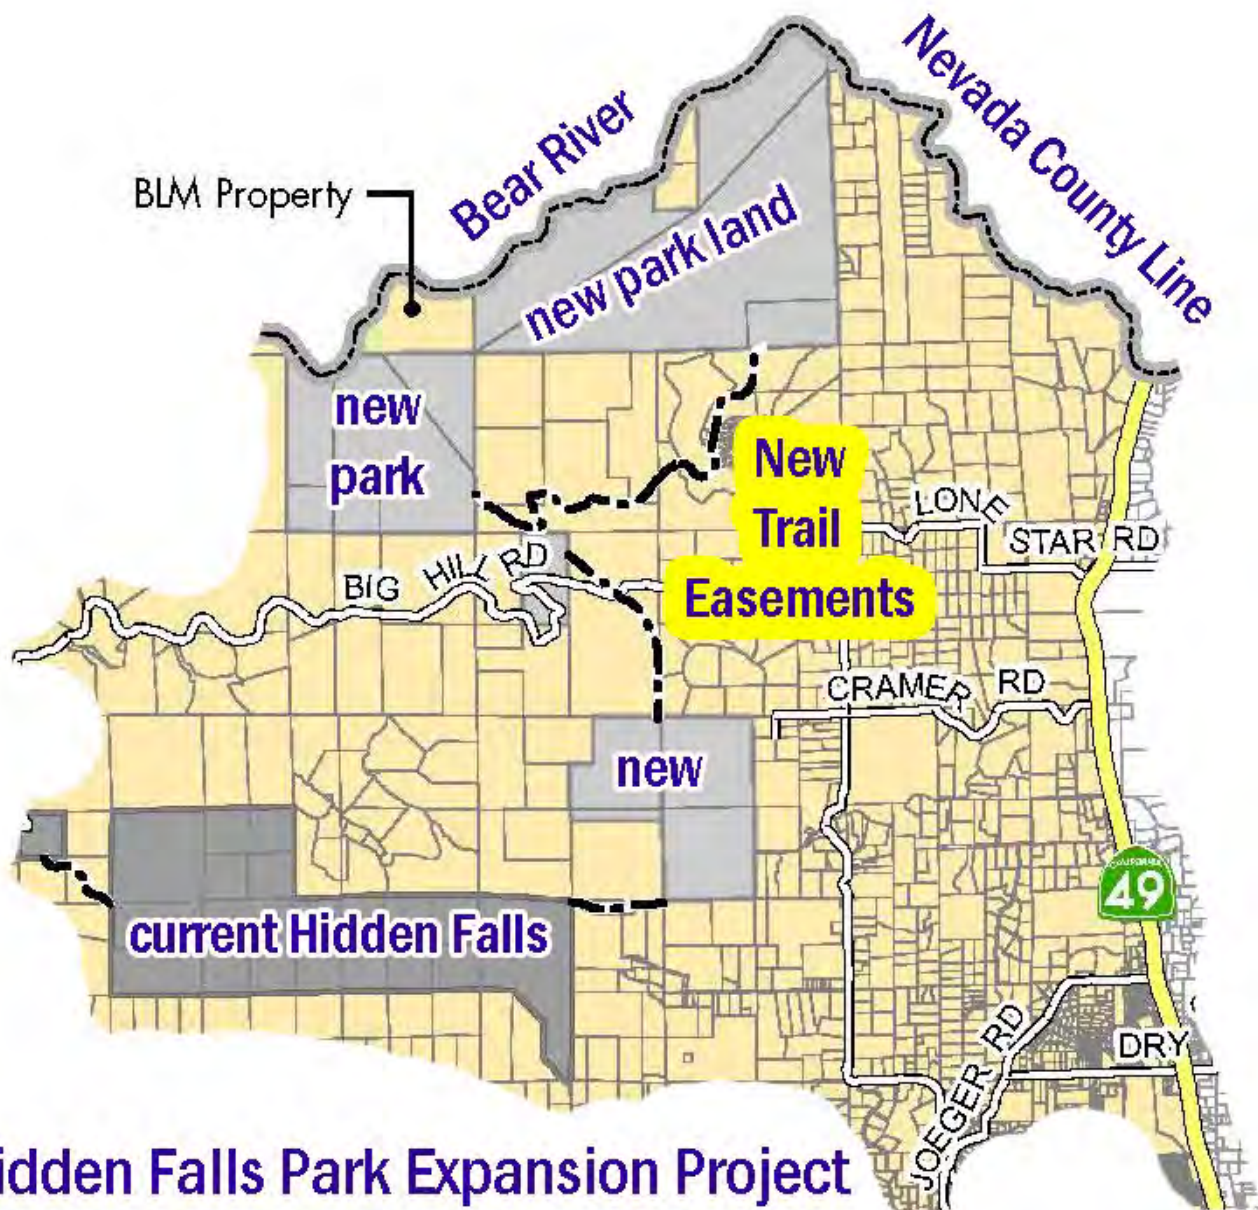 Nevada County Line
Bear River
BLM Property
new park land
new
park
New
Trail
Easements
LONE
STAR RD
BIG HILL RD
CRAMER RD
new
CALIFORNIA
49
current Hidden Falls
JOEGER RD
DRY
idden Falls Park Expansion Project